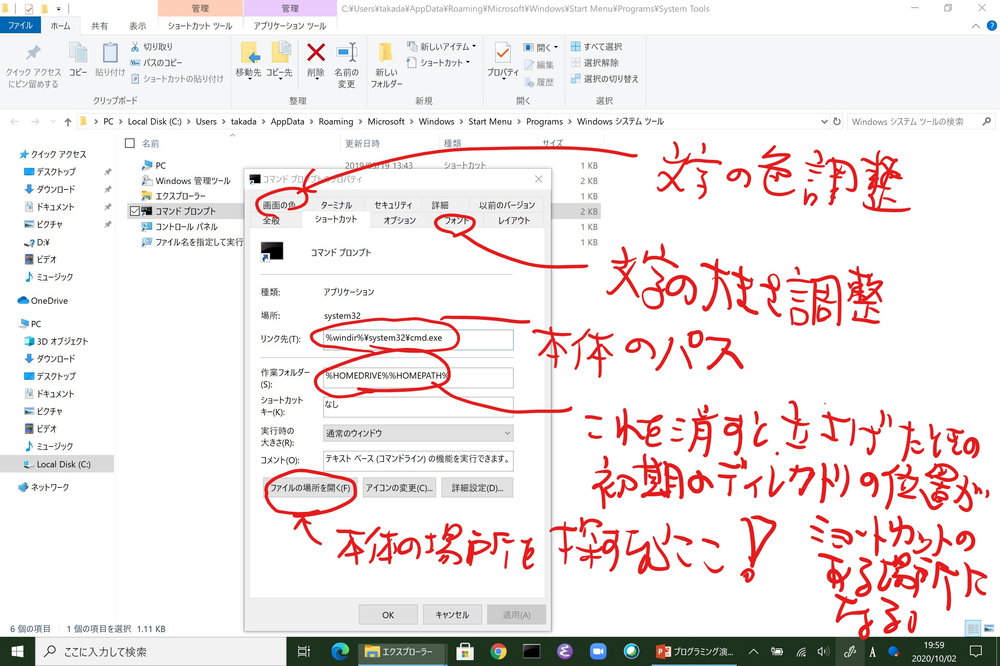 管理
管理
C:¥Users¥takada¥AppData¥Roaming¥Microsoft¥Windows¥Start Menu¥Programs¥System Tools
ファイル
ホーム
共有
表示
ショートカット ツール
アプリケーション ツール
クイック アクセス
にピン留めする
コピー
貼り付け
切り取り
パスのコピー
ショートカットの貼り付け
クリップボード
移動先
コピー先
削除
名前の
変更
整理
新しい
フォルダー
新しいアイテム
ショートカット
新規
プロパティ
開く
編集
履歴
開く
すべて選択
選択解除
選択の切り替え
選択
PC
Local Disk (C:)
Users
takada
AppData
Roaming
Microsoft
Windows
Start Menu
Programs
Windows システム ツール
Windows システム ツールの検索
名前
更新日時
種類
サイズ
クイック アクセス
デスクトップ
ダウンロード
ドキュメント
ピクチャ
D:¥
ビデオ
ミュージック
OneDrive
PC
3D オブジェクト
ダウンロード
デスクトップ
ドキュメント
ピクチャ
ビデオ
ミュージック
Local Disk (C:)
ネットワーク
PC
2019/03/19 13:43
ショートカット
1 KB
Windows 管理ツール
2 KB
エクスプローラー
1 KB
コマンド プロンプト
2 KB
コントロール パネル
1 KB
ファイル名を指定して実行
1 KB
コマンド プロンプトのプロパティ
画面の色
ターミナル
セキュリティ
詳細
以前のバージョン
全般
ショートカット
オプション
フォント
レイアウト
コマンド プロンプト
種類:
アプリケーション
場所:
system32
リンク先(T):
%windir%¥system32¥cmd.exe
作業フォルダー
(S):
%HOMEDRIVE%%HOMEPATH%
ショートカット
キー(K):
なし
実行時の
大きさ(R):
通常のウィンドウ
コメント(O):
テキスト ベース (コマンドライン) の機能を実行できます。
ファイルの場所を開く(F)
アイコンの変更(C)...
詳細設定(D)...
OK
キャンセル
適用(A)
文字の色調整
文字の大きさ調整
本体のパス
これを消すと、立ち上げたときの
初期のディレクトリの位置が、
ショートカットの
ある場所に
なる。
本体の場所を探すならここ!
6 個の項目
1 個の項目を選択 1.11 KB
ここに入力して検索
エクスプローラー
プログラミング演...
A
19:59
2020/10/02